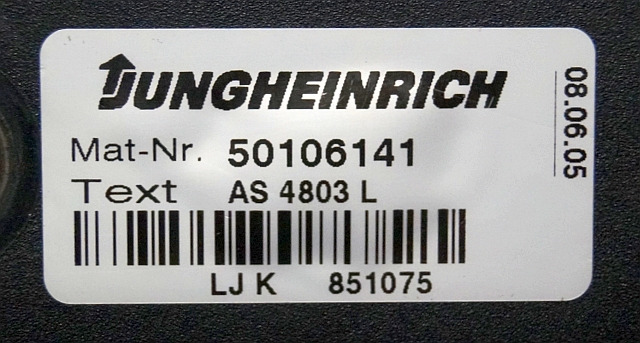 JUNGHEINRICH
Mat-Nr. 50106141
Text AS 4803 L
LJ K 851075
08.06.05